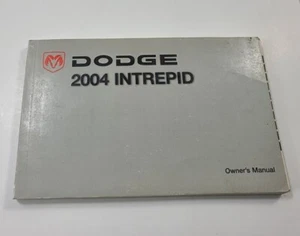 DODGE
2004 INTREPID
Owner's Manual